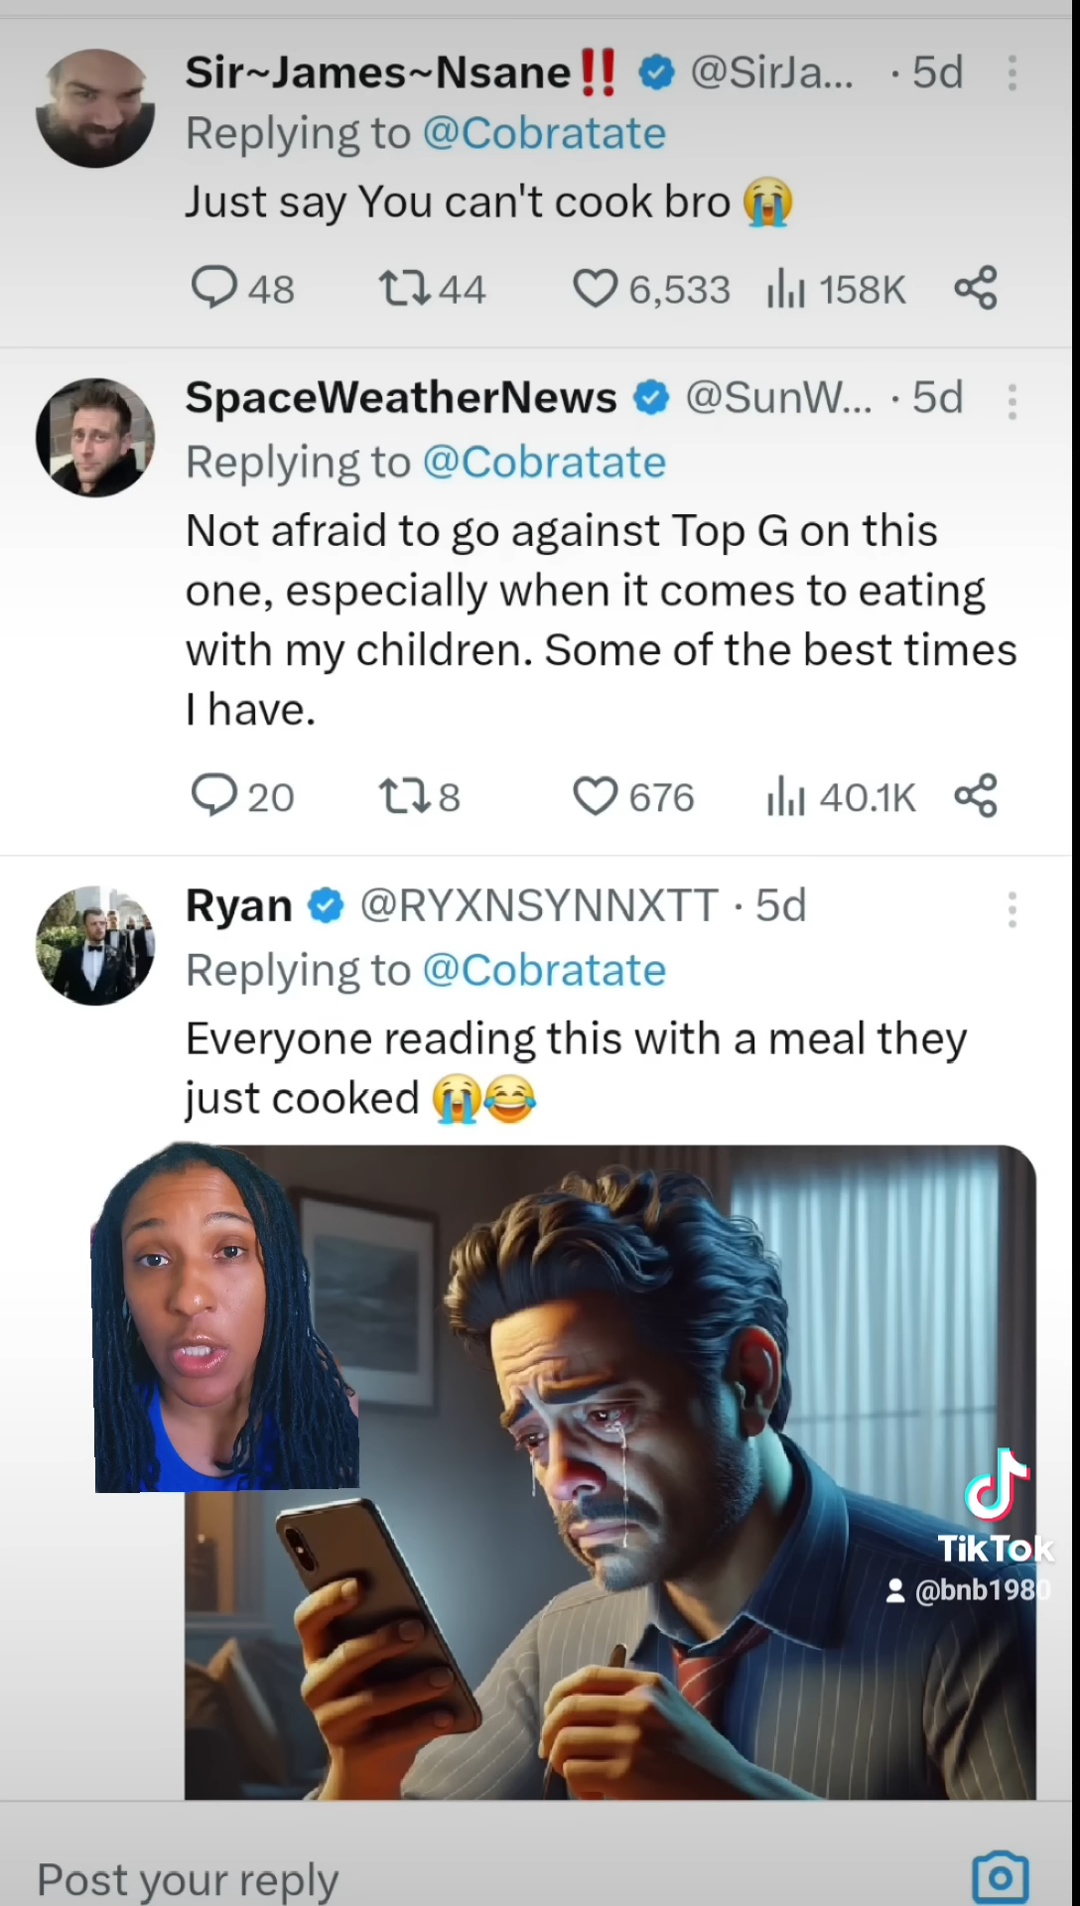 Sir~James~Nsane‼️ @SirJa... · 5d
Replying to @Cobratate
Just say You can't cook bro 😭
48 44 6,533 158K
SpaceWeatherNews @SunW... · 5d
Replying to @Cobratate
Not afraid to go against Top G on this
one, especially when it comes to eating
with my children. Some of the best times
I have.
20 8 676 40.1K
Ryan @RYXNSYNNXTT · 5d
Replying to @Cobratate
Everyone reading this with a meal they
just cooked 😭😂
TikTok
@bnb1980
Post your reply